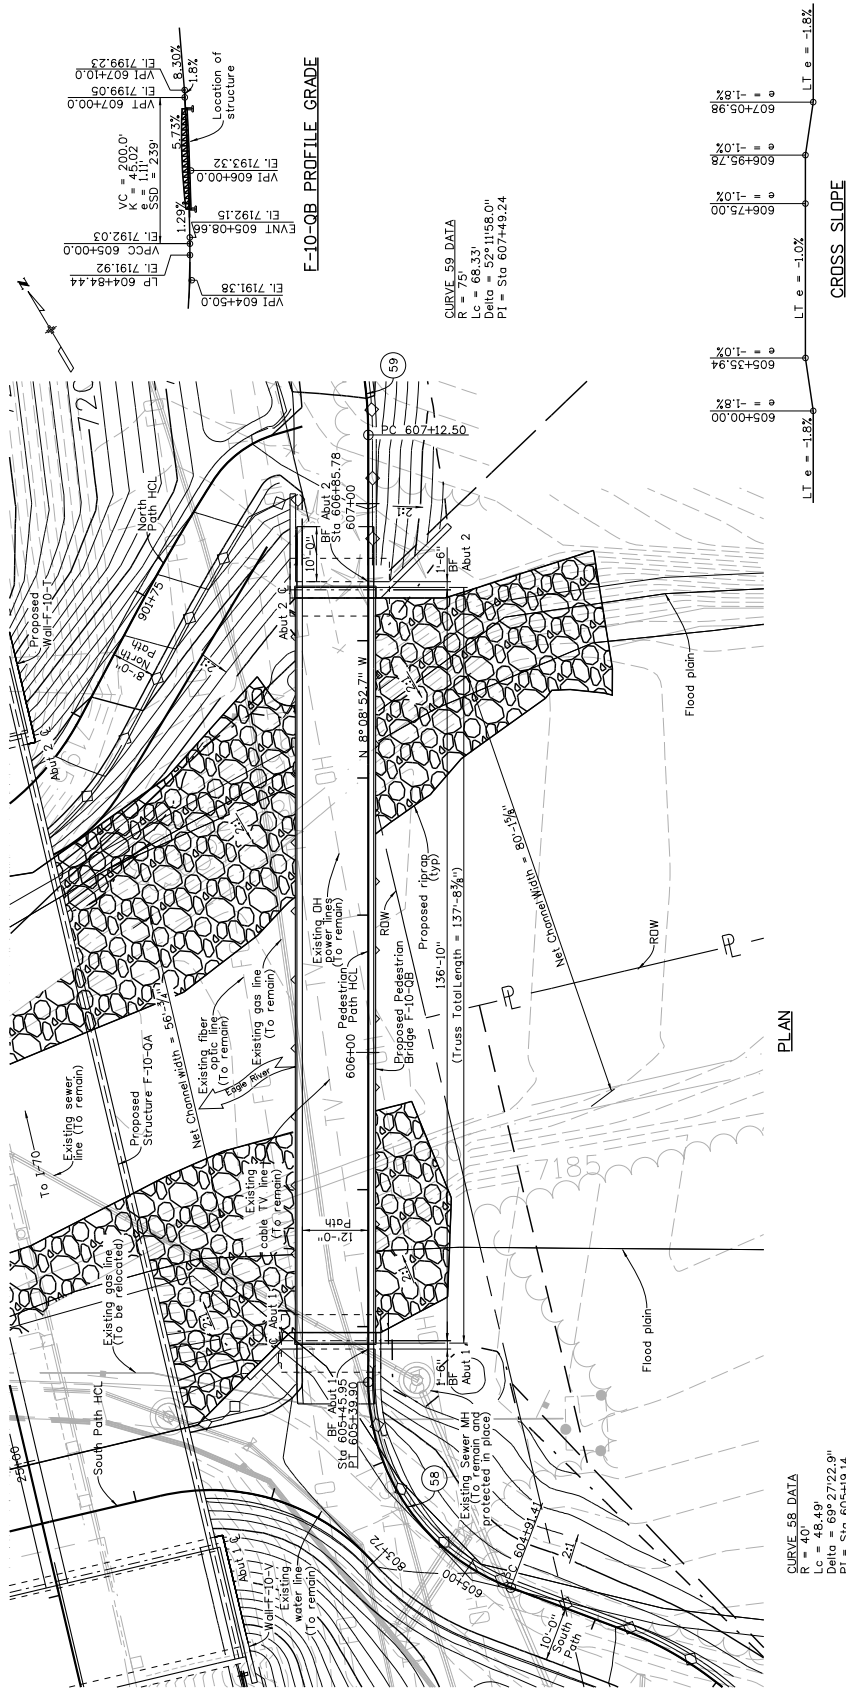 VC = 200.0'
K = 45.02
e = 1.11'
SSD = 239'
VPI 604+50.0
El. 7191.38
LP 604+84.44
El. 7191.92
VPCC 605+00.0
El. 7192.03
EVNT 605+08.66
El. 7192.15
VPI 606+00.0
El. 7193.32
VPT 607+00.0
El. 7199.05
VPI 607+10.0
El. 7199.23
1.29%
5.73%
1.8%
8.30%
Location of
structure
F-10-QB PROFILE GRADE
N
CURVE 59 DATA
R = 75'
Lc = 68.33'
Delta = 52°11'58.0"
PI = Sta 607+49.24
LT e = -1.8%
605+00.00
e = -1.8%
605+35.94
e = -1.0%
LT e = -1.0%
606+75.00
e = -1.0%
606+95.78
e = -1.0%
607+05.98
e = -1.8%
LT e = -1.8%
CROSS SLOPE
59
PC 607+12.50
BF Abut 2
Sta 606+85.78
607+00
2:1
10'-0"
1'-6"
BF
Abut 2
Abut 2
North
Path HCL
901+75
8'-0"
North
Path
2:1
Proposed
Wall-F-10-T
Abut 2
N 8°08'52.7" W
2:1
2:1
Flood plain
Existing OH
power lines
(To remain)
Pedestrian
Path HCL
606+00
ROW
Proposed riprap
(typ)
Proposed Pedestrian
Bridge F-10-QB
136'-10"
(Truss Total Length = 137'-8⅜")
Net Channel Width = 80'-1⅝"
ROW
PL
PL
Existing gas line
(To remain)
Existing fiber
optic line
(To remain)
Eagle River
Net Channel Width = 56'-¾"
Proposed
Structure F-10-QA
Existing sewer
line (To remain)
To I-70
Existing
cable TV line
(To remain)
TV
12'-0"
Path
2:1
2:1
7185
Flood plain
Existing gas line
(To be relocated)
South Path HCL
Abut 1
BF Abut 1
Sta 605+45.95
PT 605+39.90
1'-6"
BF
Abut 1
Existing Sewer MH
(To remain and
protected in place)
58
PC 604+91.41
2:1
605+00
803+72
10'-0"
South
Path
Existing
water line
(To remain)
Wall-F-10-V
Abut 1
PLAN
CURVE 58 DATA
R = 40'
Lc = 48.49'
Delta = 69°27'22.9"
PI = Sta 605+19.14